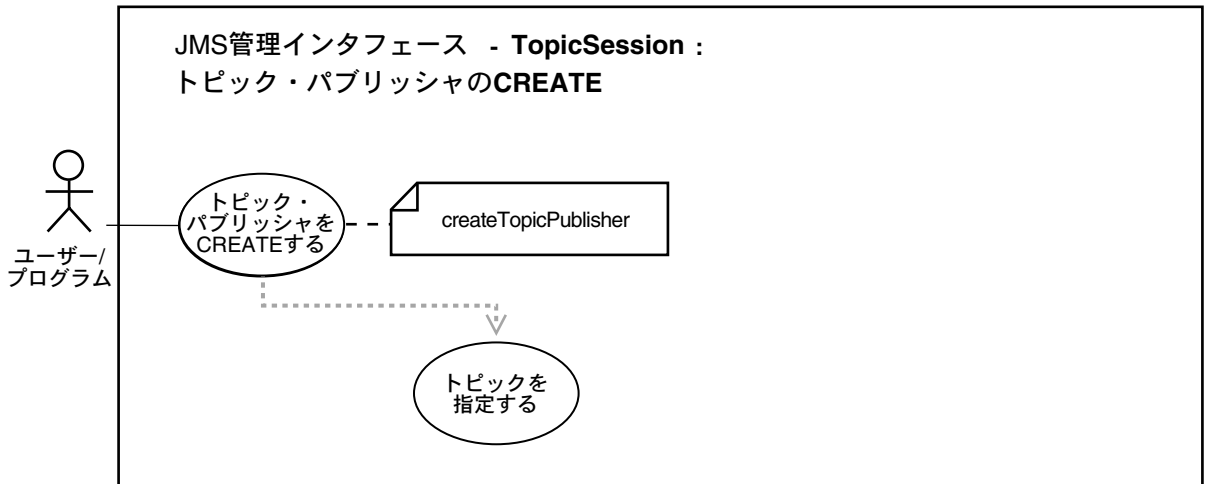 JMS管理インタフェース - TopicSession :
トピック・パブリッシャのCREATE
トピック・
パブリッシャを
CREATEする
createTopicPublisher
ユーザー/
プログラム
トピックを
指定する